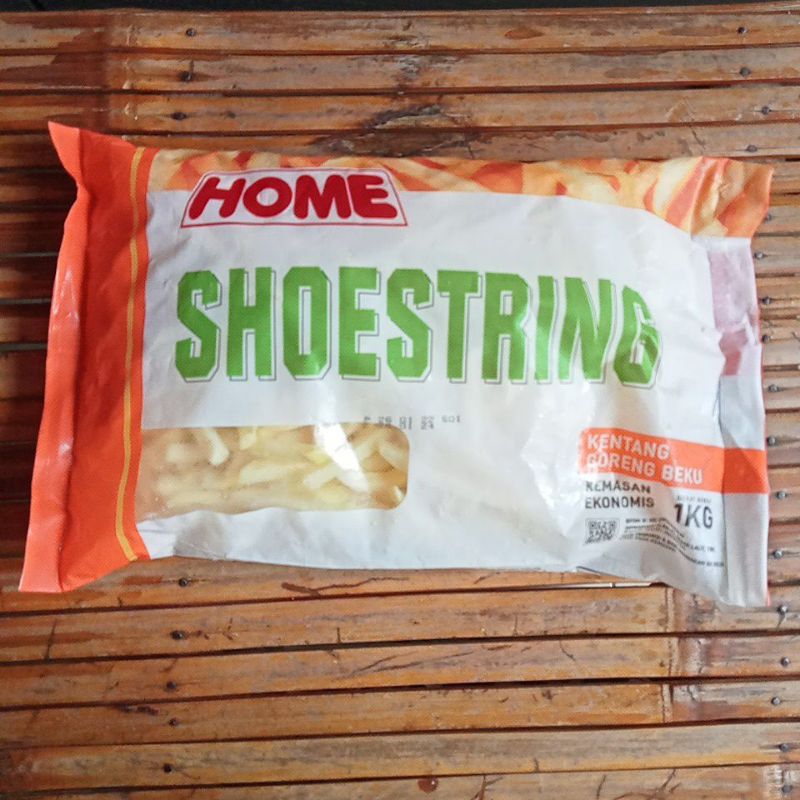 HOME
SHOESTRING
KENTANG
GORENG BEKU
KEMASAN
EKONOMIS
1KG